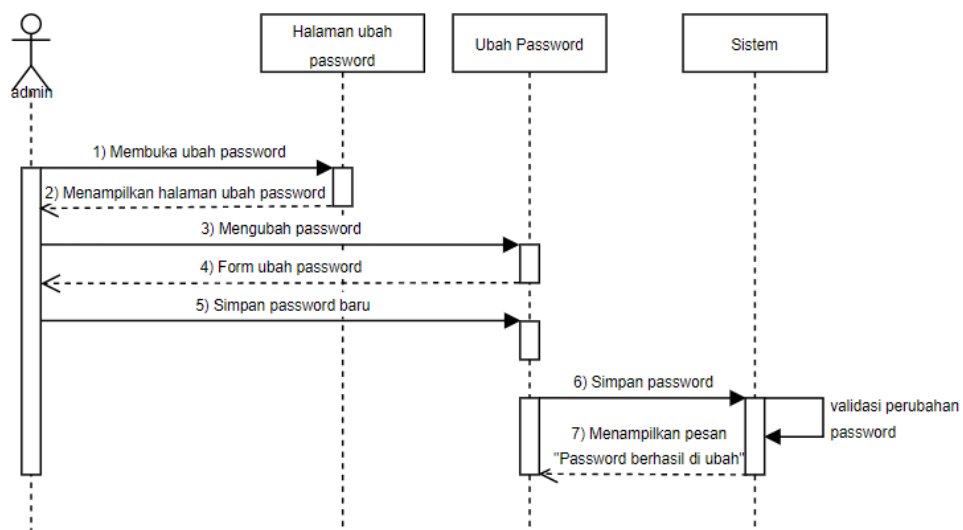 Halaman ubah
password
Ubah Password
Sistem
admin
1) Membuka ubah password
2) Menampilkan halaman ubah password
3) Mengubah password
4) Form ubah password
5) Simpan password baru
6) Simpan password
validasi perubahan
password
7) Menampilkan pesan
"Password berhasil di ubah"